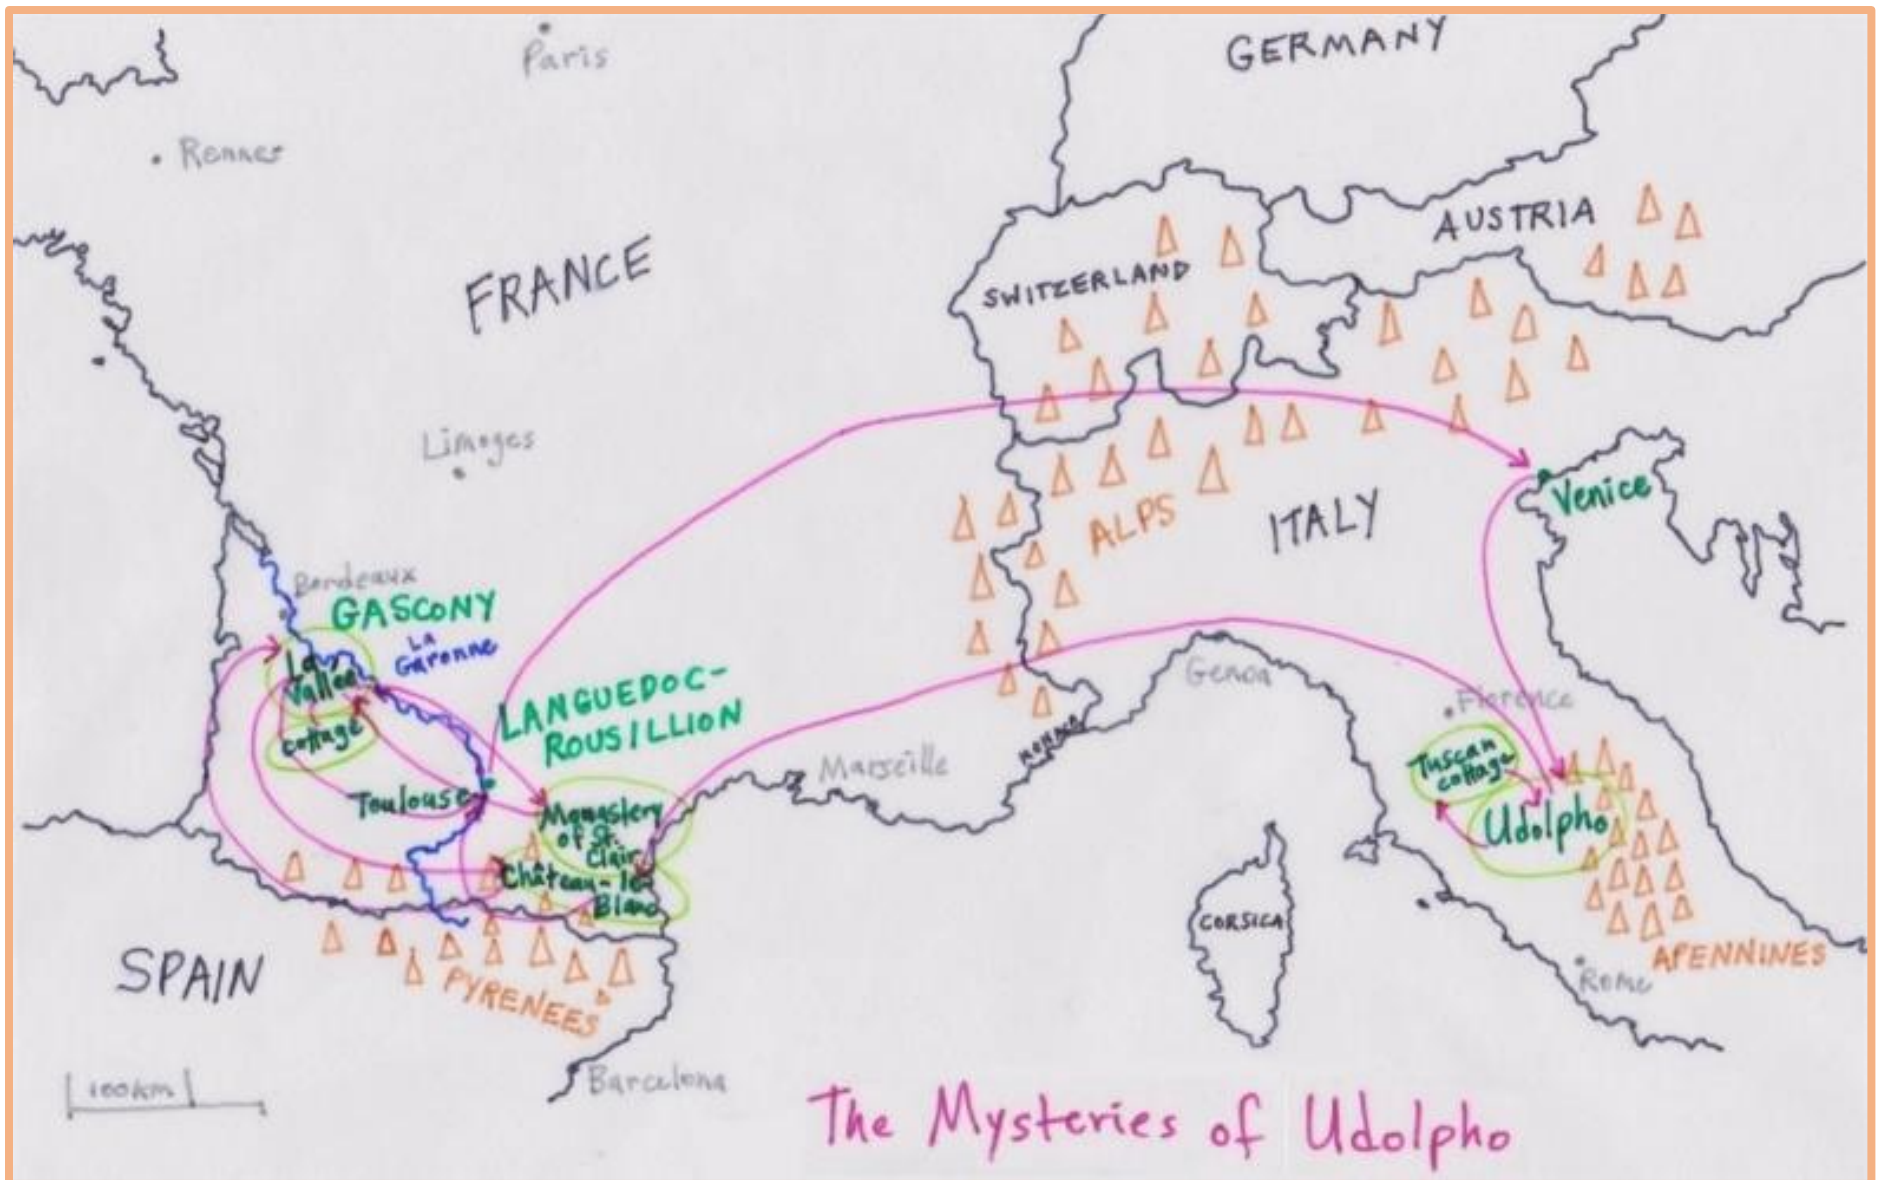 Paris
GERMANY
Rennes
AUSTRIA
FRANCE
SWITZERLAND
Limoges
Venice
ALPS
ITALY
Bordeaux
GASCONY
LA
Garonne
La
Vallée
cottage
LANGUEDOC-
ROUSILLION
Genoa
Florence
MONACO
Marseille
Tuscan
cottage
Toulouse
Monastery
of St.
Clair
Udolpho
Château-le-
Blanc
CORSICA
SPAIN
PYRENEES
APENNINES
Rome
100km
Barcelona
The Mysteries of Udolpho